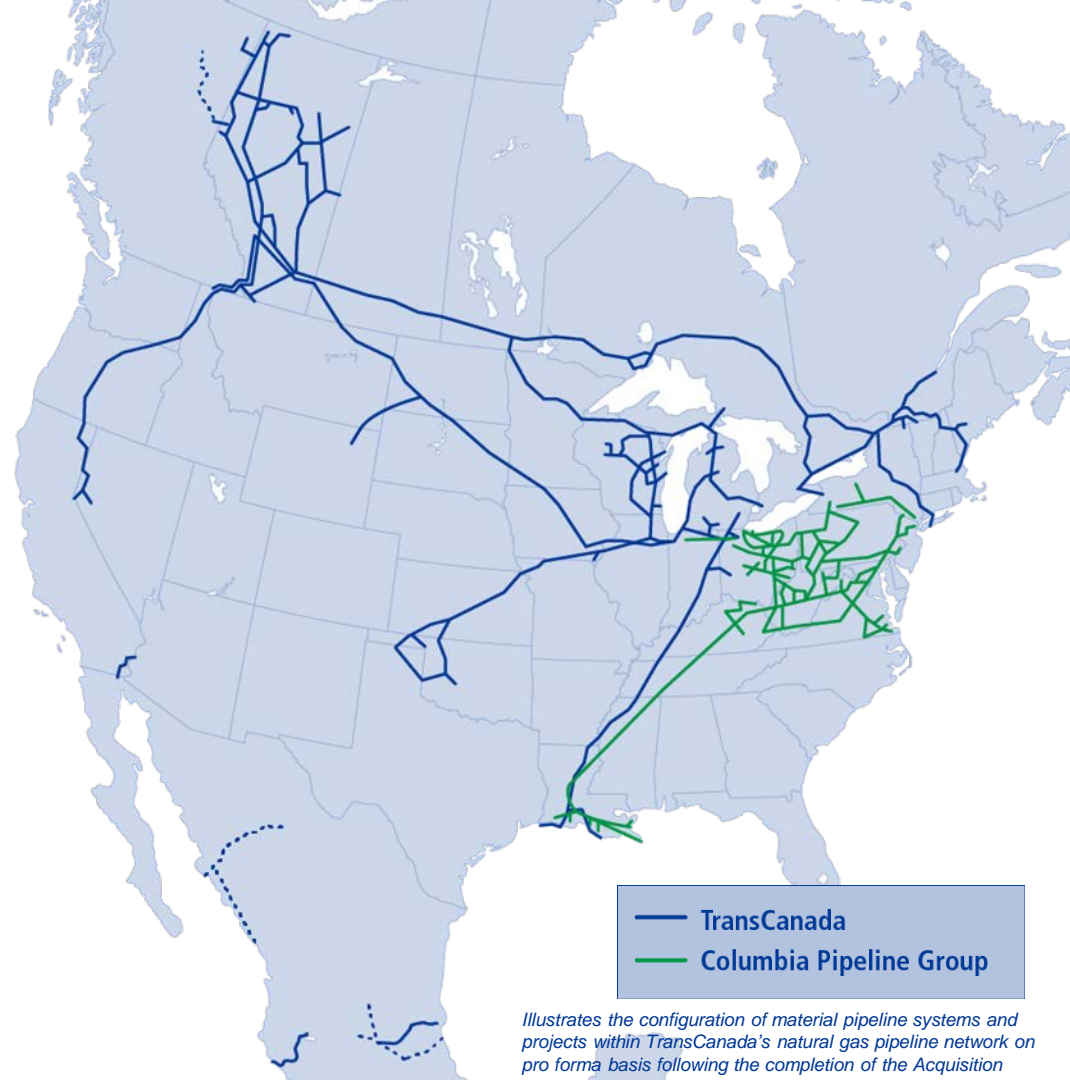 TransCanada
Columbia Pipeline Group
Illustrates the configuration of material pipeline systems and
projects within TransCanada's natural gas pipeline network on
pro forma basis following the completion of the Acquisition